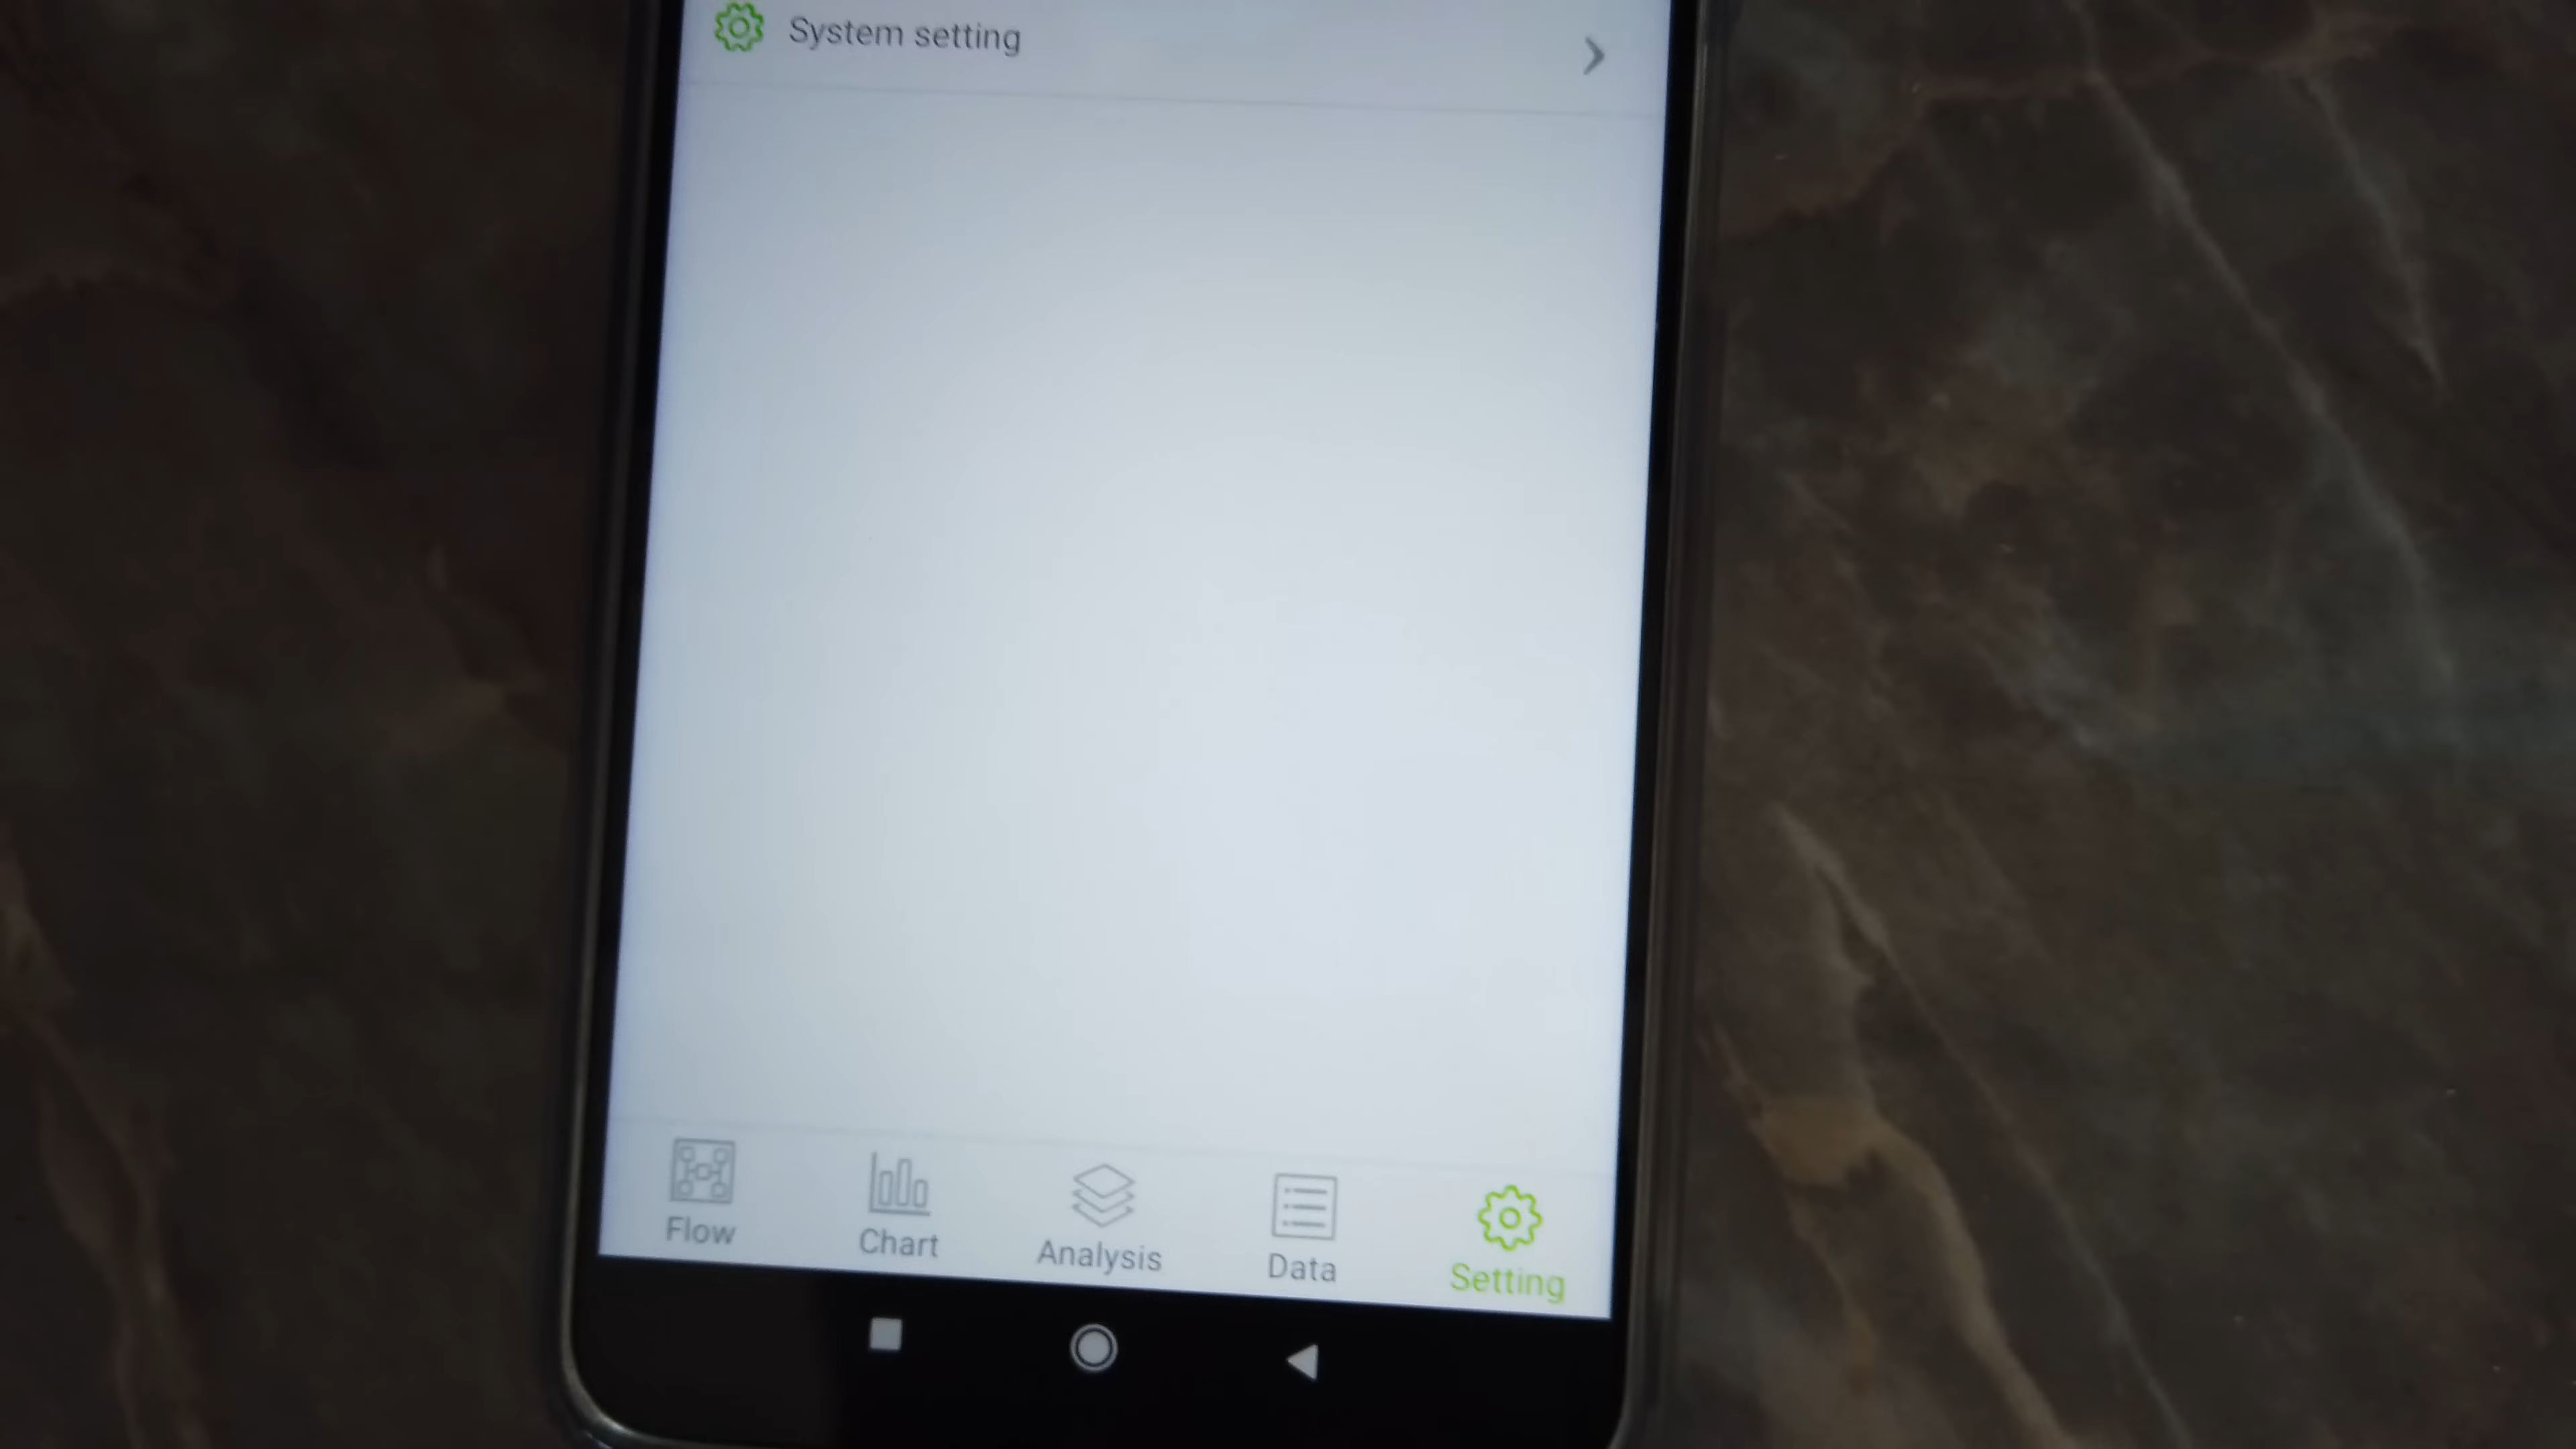 System setting
Flow
Chart
Analysis
Data
Setting